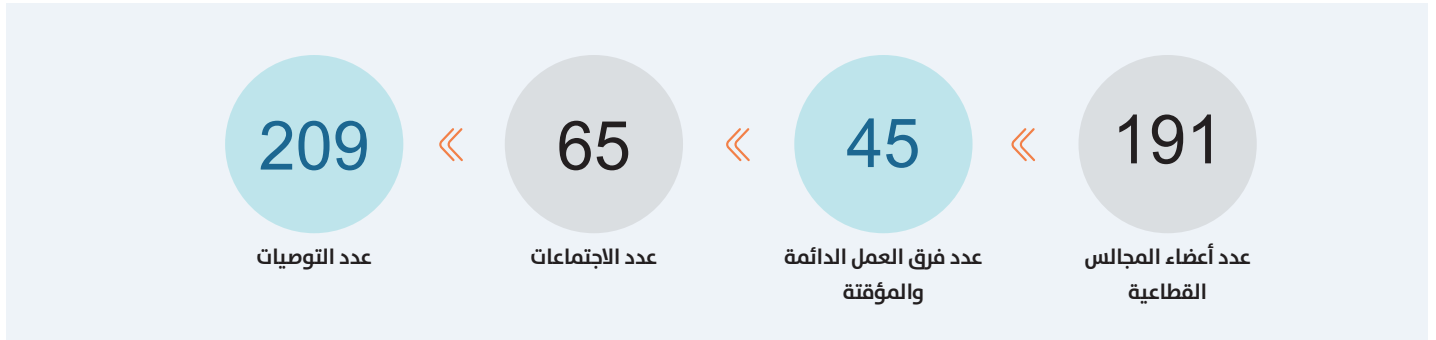 191
عدد أعضاء المجالس
القطاعية
45
عدد فرق العمل الدائمة
والمؤقتة
65
عدد الاجتماعات
209
عدد التوصيات